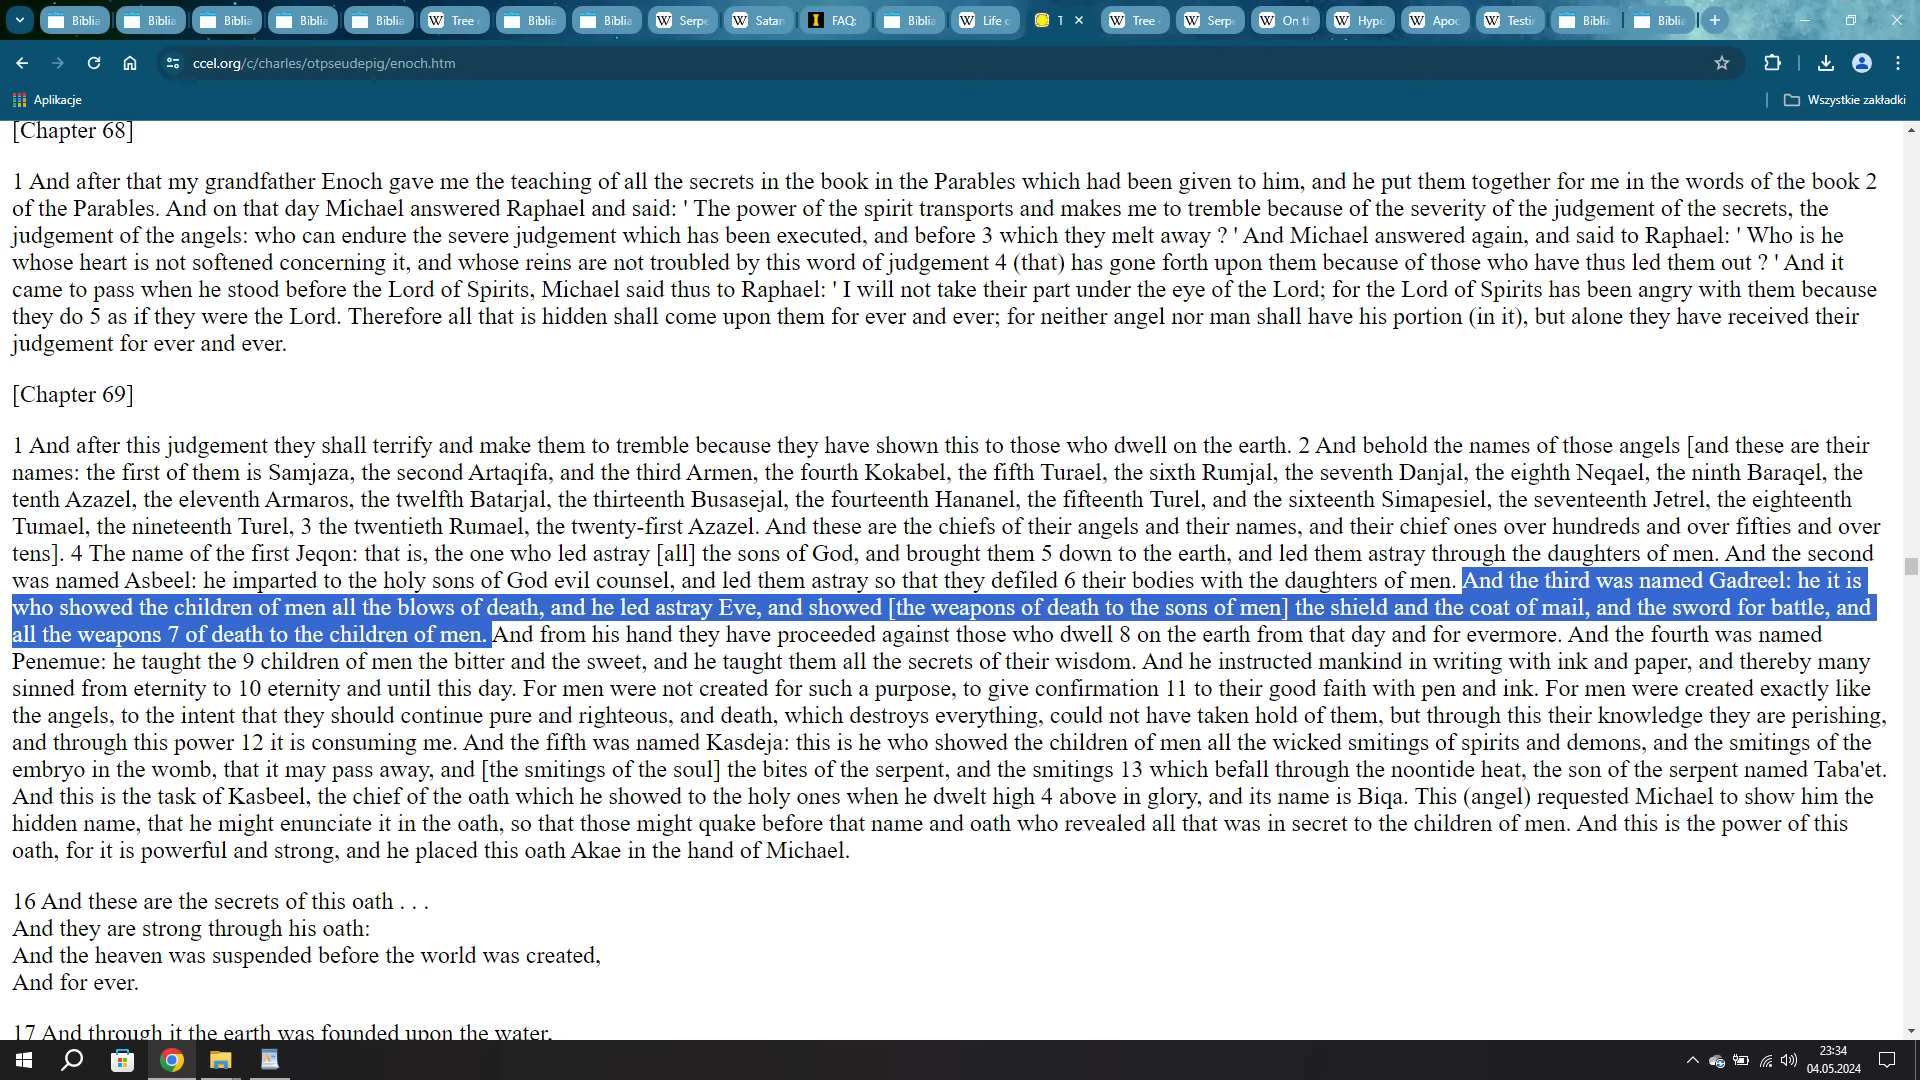 Biblia
Biblia
Biblia
Biblia
Biblia
Tree
Biblia
Biblia
Serpe
Satan
FAQ:
Biblia
Life o
Tree
Serpe
On th
Hypo
Apoc
Testir
Biblia
Biblia
ccel.org/c/charles/otpseudepig/enoch.htm
Aplikacje
Wszystkie zakładki
[Chapter 68]
1 And after that my grandfather Enoch gave me the teaching of all the secrets in the book in the Parables which had been given to him, and he put them together for me in the words of the book 2
of the Parables. And on that day Michael answered Raphael and said: ' The power of the spirit transports and makes me to tremble because of the severity of the judgement of the secrets, the
judgement of the angels: who can endure the severe judgement which has been executed, and before 3 which they melt away ? ' And Michael answered again, and said to Raphael: ' Who is he
whose heart is not softened concerning it, and whose reins are not troubled by this word of judgement 4 (that) has gone forth upon them because of those who have thus led them out ? ' And it
came to pass when he stood before the Lord of Spirits, Michael said thus to Raphael: ' I will not take their part under the eye of the Lord; for the Lord of Spirits has been angry with them because
they do 5 as if they were the Lord. Therefore all that is hidden shall come upon them for ever and ever; for neither angel nor man shall have his portion (in it), but alone they have received their
judgement for ever and ever.
[Chapter 69]
1 And after this judgement they shall terrify and make them to tremble because they have shown this to those who dwell on the earth. 2 And behold the names of those angels [and these are their
names: the first of them is Samjaza, the second Artaqifa, and the third Armen, the fourth Kokabel, the fifth Turael, the sixth Rumjal, the seventh Danjal, the eighth Neqael, the ninth Baraqel, the
tenth Azazel, the eleventh Armaros, the twelfth Batarjal, the thirteenth Busasejal, the fourteenth Hananel, the fifteenth Turel, and the sixteenth Simapesiel, the seventeenth Jetrel, the eighteenth
Tumael, the nineteenth Turel, 3 the twentieth Rumael, the twenty-first Azazel. And these are the chiefs of their angels and their names, and their chief ones over hundreds and over fifties and over
tens]. 4 The name of the first Jeqon: that is, the one who led astray [all] the sons of God, and brought them 5 down to the earth, and led them astray through the daughters of men. And the second
was named Asbeel: he imparted to the holy sons of God evil counsel, and led them astray so that they defiled 6 their bodies with the daughters of men. And the third was named Gadreel: he it is
who showed the children of men all the blows of death, and he led astray Eve, and showed [the weapons of death to the sons of men] the shield and the coat of mail, and the sword for battle, and
all the weapons 7 of death to the children of men. And from his hand they have proceeded against those who dwell 8 on the earth from that day and for evermore. And the fourth was named
Penemue: he taught the 9 children of men the bitter and the sweet, and he taught them all the secrets of their wisdom. And he instructed mankind in writing with ink and paper, and thereby many
sinned from eternity to 10 eternity and until this day. For men were not created for such a purpose, to give confirmation 11 to their good faith with pen and ink. For men were created exactly like
the angels, to the intent that they should continue pure and righteous, and death, which destroys everything, could not have taken hold of them, but through this their knowledge they are perishing,
and through this power 12 it is consuming me. And the fifth was named Kasdeja: this is he who showed the children of men all the wicked smitings of spirits and demons, and the smitings of the
embryo in the womb, that it may pass away, and [the smitings of the soul] the bites of the serpent, and the smitings 13 which befall through the noontide heat, the son of the serpent named Taba'et.
And this is the task of Kasbeel, the chief of the oath which he showed to the holy ones when he dwelt high 4 above in glory, and its name is Biqa. This (angel) requested Michael to show him the
hidden name, that he might enunciate it in the oath, so that those might quake before that name and oath who revealed all that was in secret to the children of men. And this is the power of this
oath, for it is powerful and strong, and he placed this oath Akae in the hand of Michael.
16 And these are the secrets of this oath . . .
And they are strong through his oath:
And the heaven was suspended before the world was created,
And for ever.
17 And through it the earth was founded upon the water,
23:34
04.05.2024